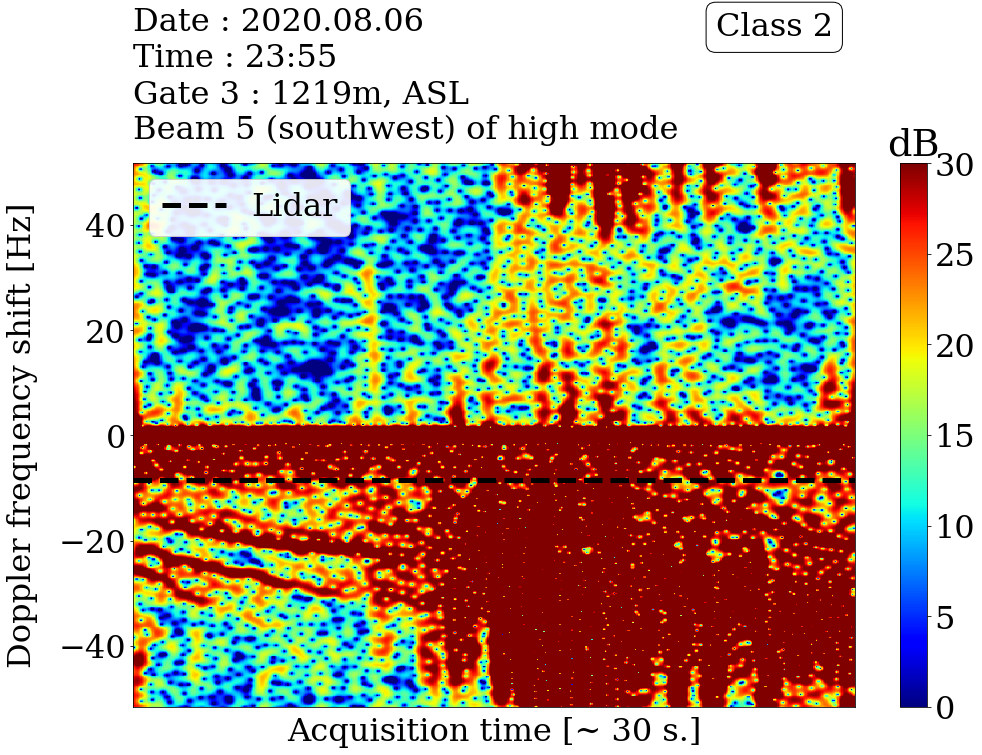 Date : 2020.08.06
Time : 23:55
Gate 3 : 1219m, ASL
Beam 5 (southwest) of high mode
Class 2
dB
Lidar
Doppler frequency shift [Hz]
40
20
0
−20
−40
30
25
20
15
10
5
0
Acquisition time [~ 30 s.]